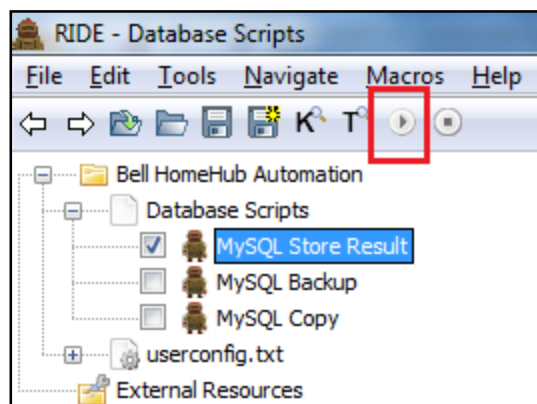 RIDE - Database Scripts
File Edit Tools Navigate Macros Help
K T
Bell HomeHub Automation
Database Scripts
MySQL Store Result
MySQL Backup
MySQL Copy
userconfig.txt
External Resources